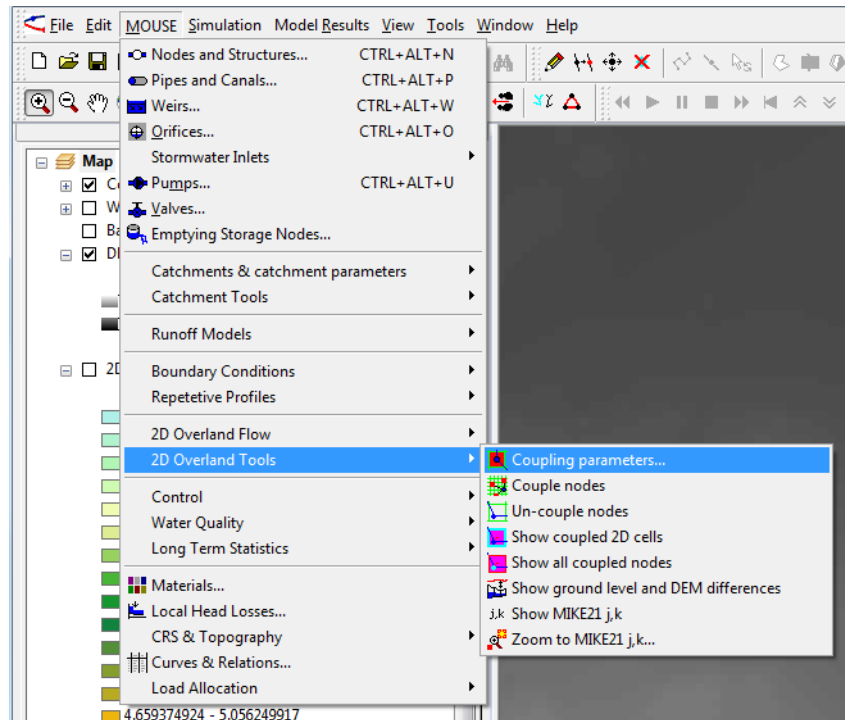 File Edit MOUSE Simulation Model Results View Tools Window Help
Nodes and Structures... CTRL+ALT+N
Pipes and Canals... CTRL+ALT+P
Weirs... CTRL+ALT+W
Orifices... CTRL+ALT+O
Stormwater Inlets
Pumps... CTRL+ALT+U
Valves...
Emptying Storage Nodes...
Catchments & catchment parameters
Catchment Tools
Runoff Models
Boundary Conditions
Repetetive Profiles
2D Overland Flow
2D Overland Tools
Control
Water Quality
Long Term Statistics
Materials...
Local Head Losses...
CRS & Topography
Curves & Relations...
Load Allocation
Coupling parameters...
Couple nodes
Un-couple nodes
Show coupled 2D cells
Show all coupled nodes
Show ground level and DEM differences
j,k Show MIKE21 j,k
Zoom to MIKE21 j,k...
Map
4.659374924 - 5.056249917